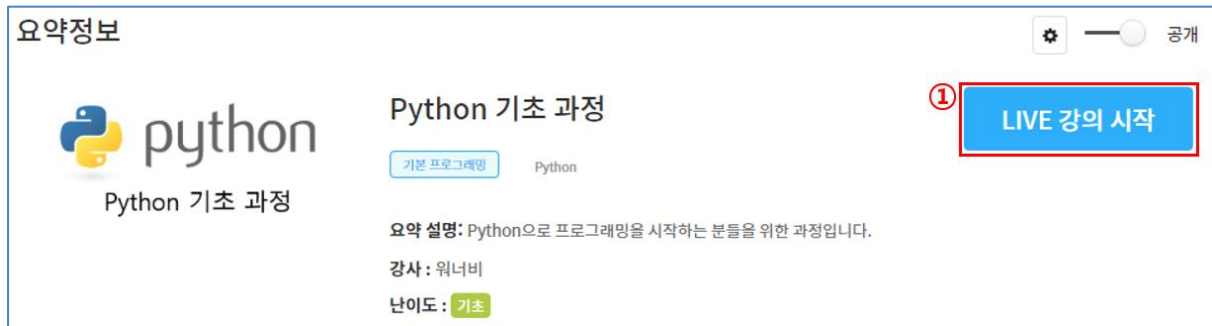 요약정보
공개
python
Python 기초 과정
Python 기초 과정
기본 프로그래밍 Python
요약 설명: Python으로 프로그래밍을 시작하는 분들을 위한 과정입니다.
강사 : 워너비
난이도 : 기초
①
LIVE 강의 시작